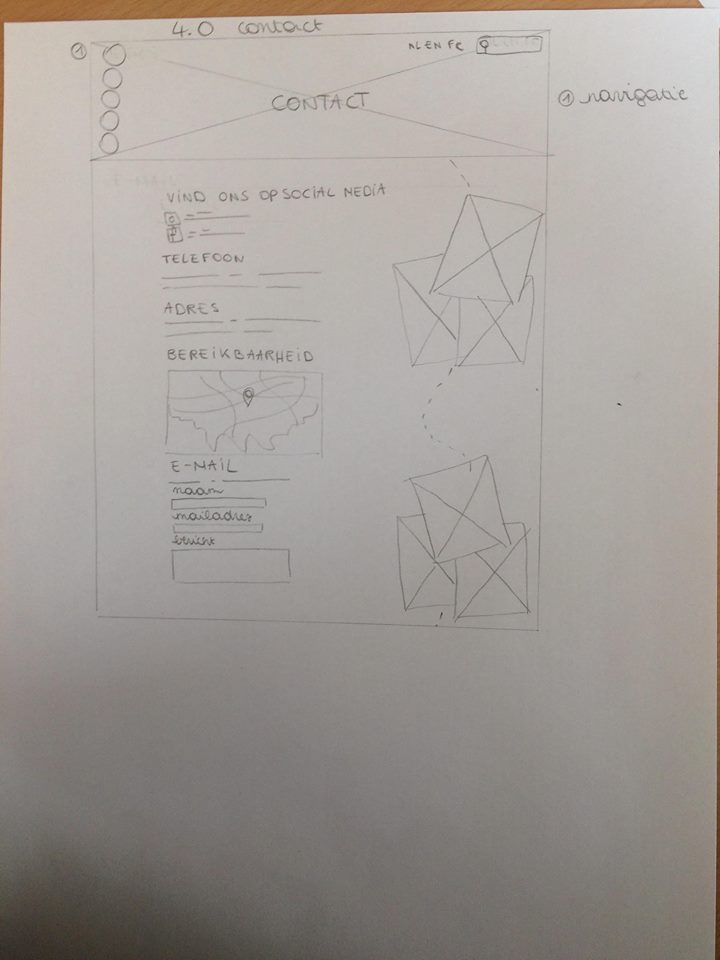 4.0 contact
①
NL EN FR
CONTACT
① navigatie
VIND ONS OP SOCIAL MEDIA
f
TELEFOON
ADRES
BEREIKBAARHEID
E-MAIL
naam
mailadres
bericht